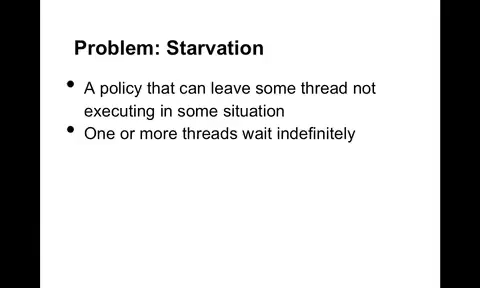 Problem: Starvation
• A policy that can leave some thread not
executing in some situation
• One or more threads wait indefinitely